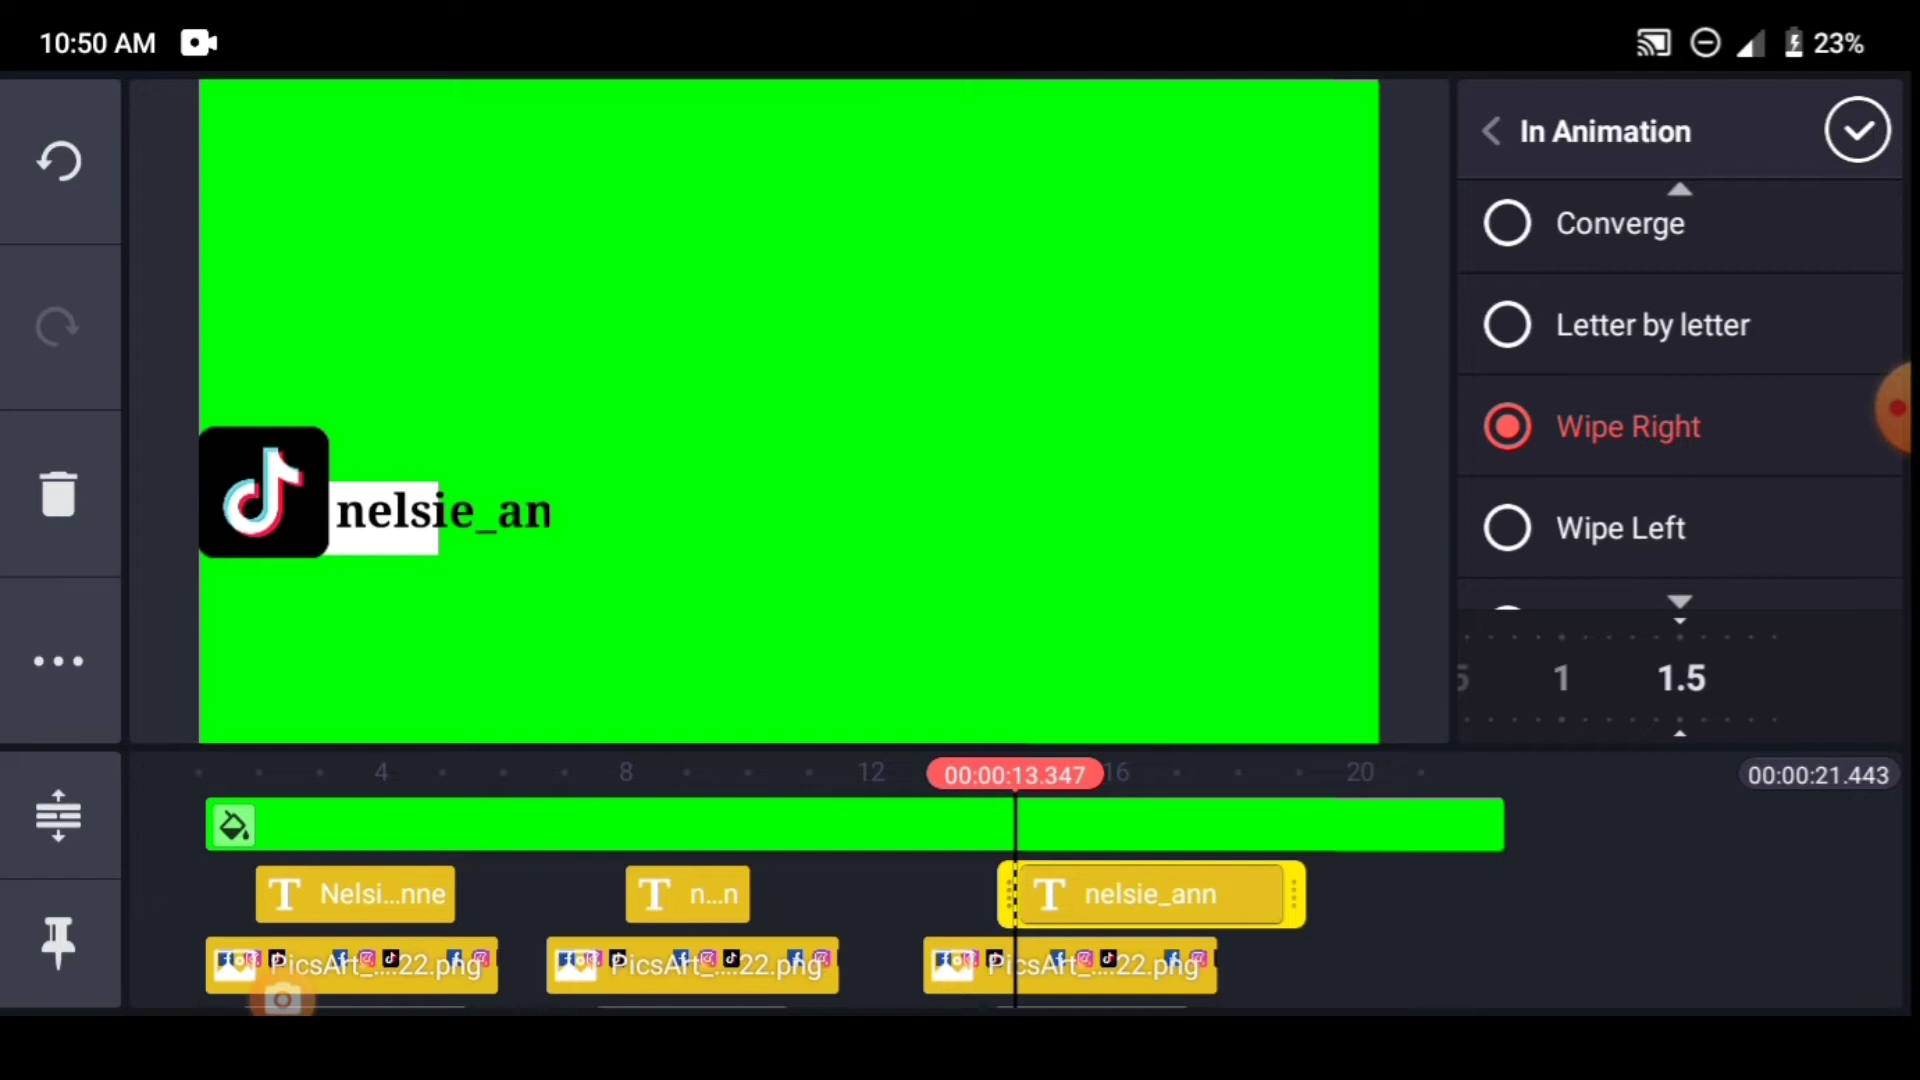 10:50 AM
23%
In Animation
Converge
Letter by letter
Wipe Right
Wipe Left
1
1.5
nelsie_an
4
8
12
00:00:13.347
16
20
00:00:21.443
T Nelsi...nne
T n...n
T nelsie_ann
PicsArt_....22.png
PicsArt_....22.png
PicsArt_....22.png